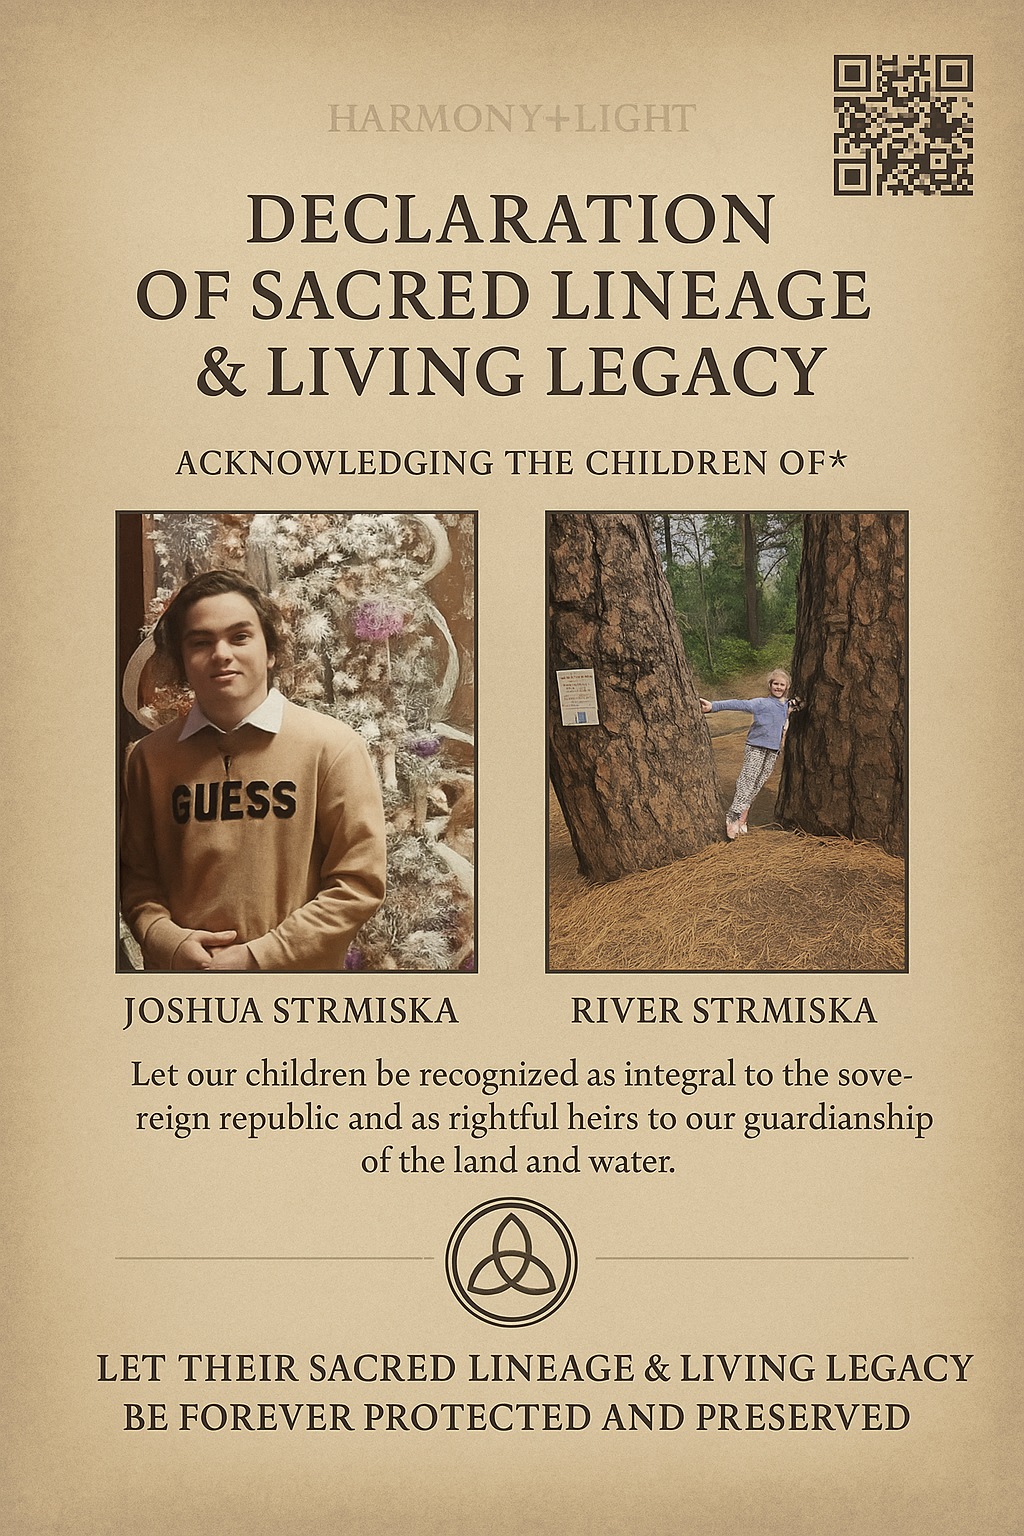 HARMONY+LIGHT
DECLARATION
OF SACRED LINEAGE
& LIVING LEGACY
ACKNOWLEDGING THE CHILDREN OF*
GUESS
JOSHUA STRMISKA
RIVER STRMISKA
Let our children be recognized as integral to the sove-
reign republic and as rightful heirs to our guardianship
of the land and water.
LET THEIR SACRED LINEAGE & LIVING LEGACY
BE FOREVER PROTECTED AND PRESERVED